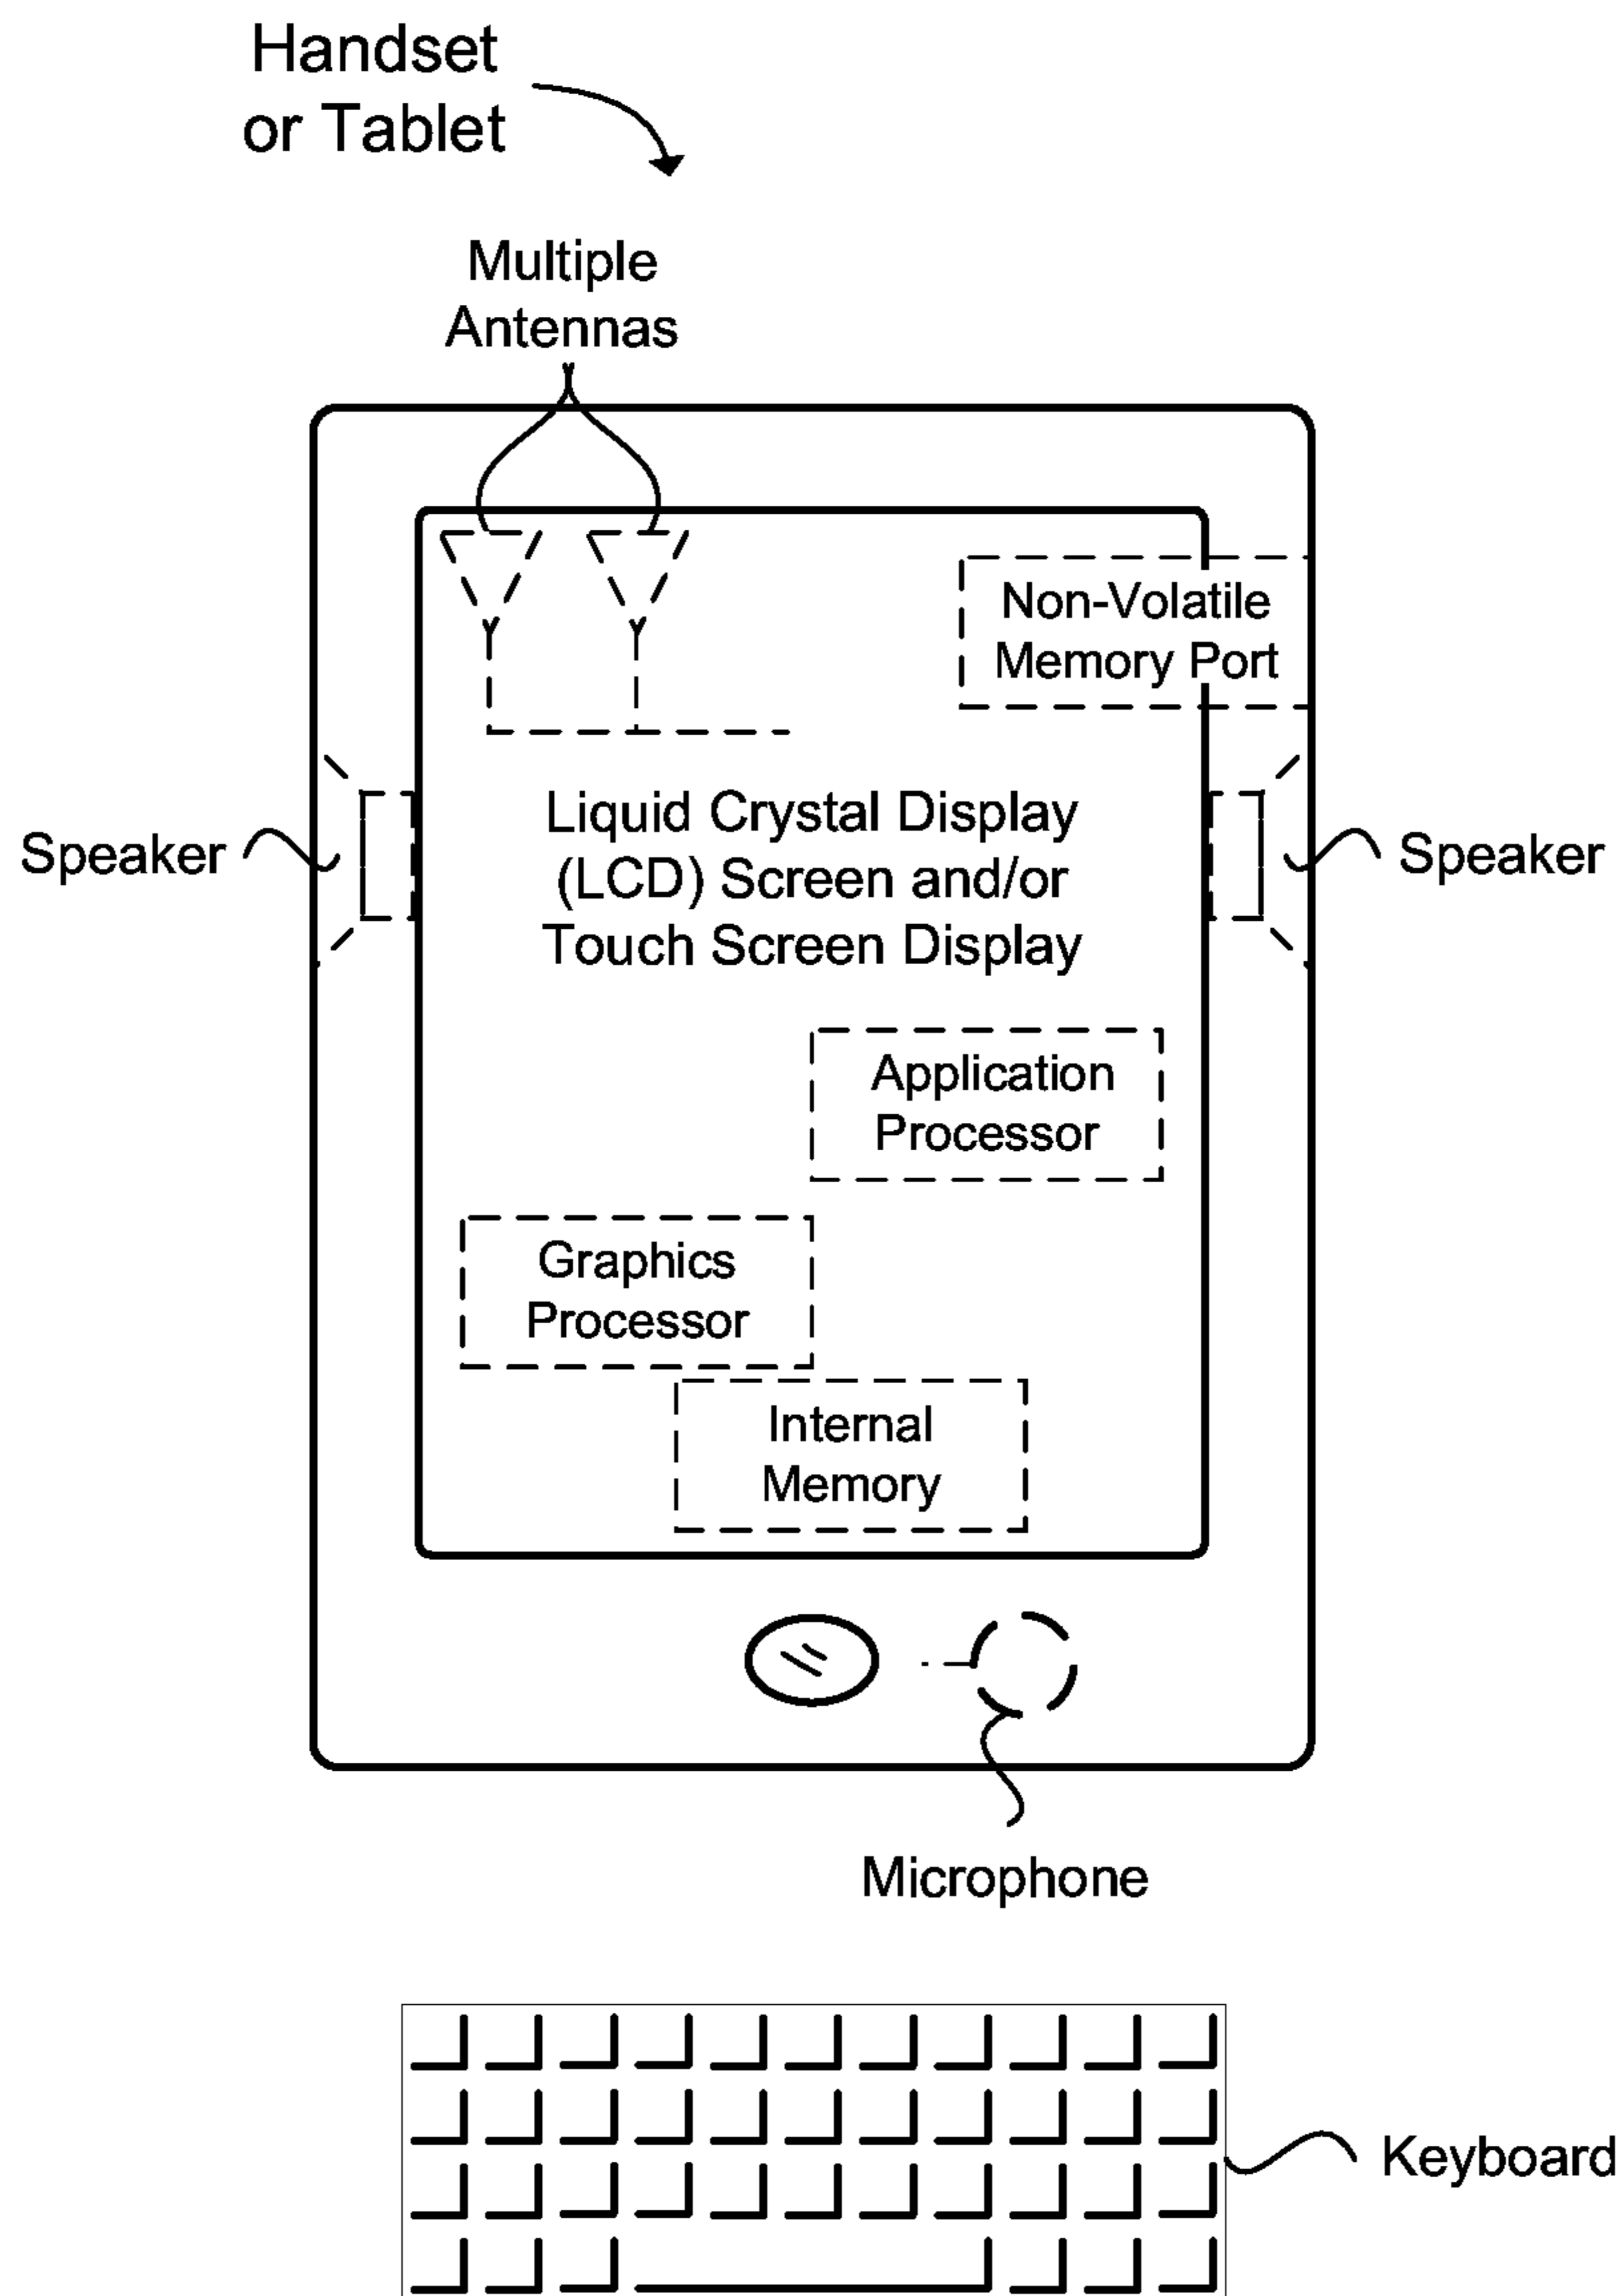 Handset
or Tablet
Multiple
Antennas
Non-Volatile
Memory Port
Speaker
Liquid Crystal Display
(LCD) Screen and/or
Touch Screen Display
Speaker
Application
Processor
Graphics
Processor
Internal
Memory
Microphone
Keyboard